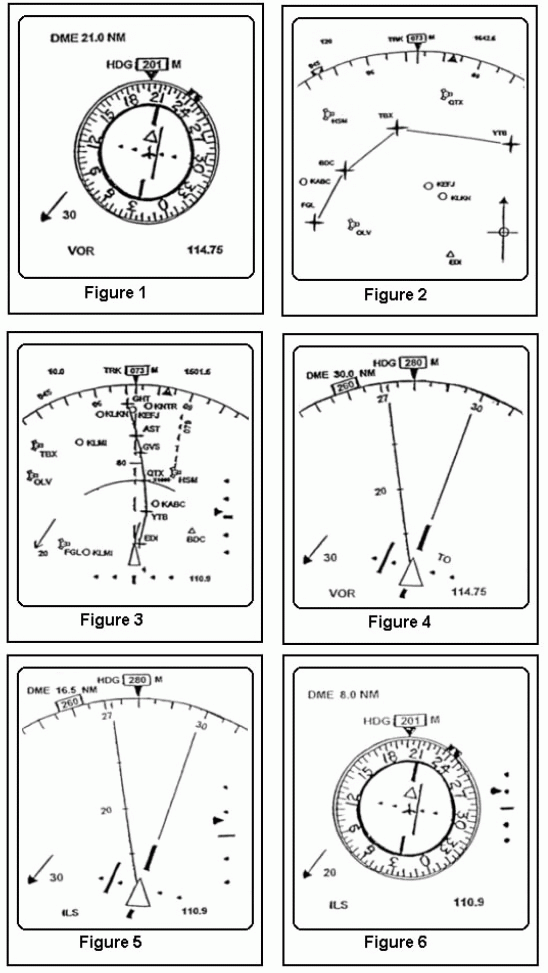 DME 21.0 NM
HDG 201 M
15 18 21 24 27 30 33 0 3 6 9 12
30
VOR 114.75
Figure 1
120 TRK 073 M 1642.6
QTX
HSM
TBX
YTB
BDC
KABC
KEFJ
KLKN
FGL
OLV
EDI
Figure 2
10.0 TRK 073 M 1501.6
GHT
KLKN KEFJ KNTR
AST
TBX KLMI GVS
60
QTX HSM
OLV
KABC
YTB
20 EDI BDC
FGL KLMI
110.9
Figure 3
HDG 280 M
DME 30.0 NM
260 27 30
20
TO
30
VOR 114.75
Figure 4
HDG 280 M
DME 16.5 NM
260 27 30
20
30
ILS 110.9
Figure 5
DME 8.0 NM
HDG 201 M
15 18 21 24 27 30 33 0 3 6 9 12
20
ILS 110.9
Figure 6